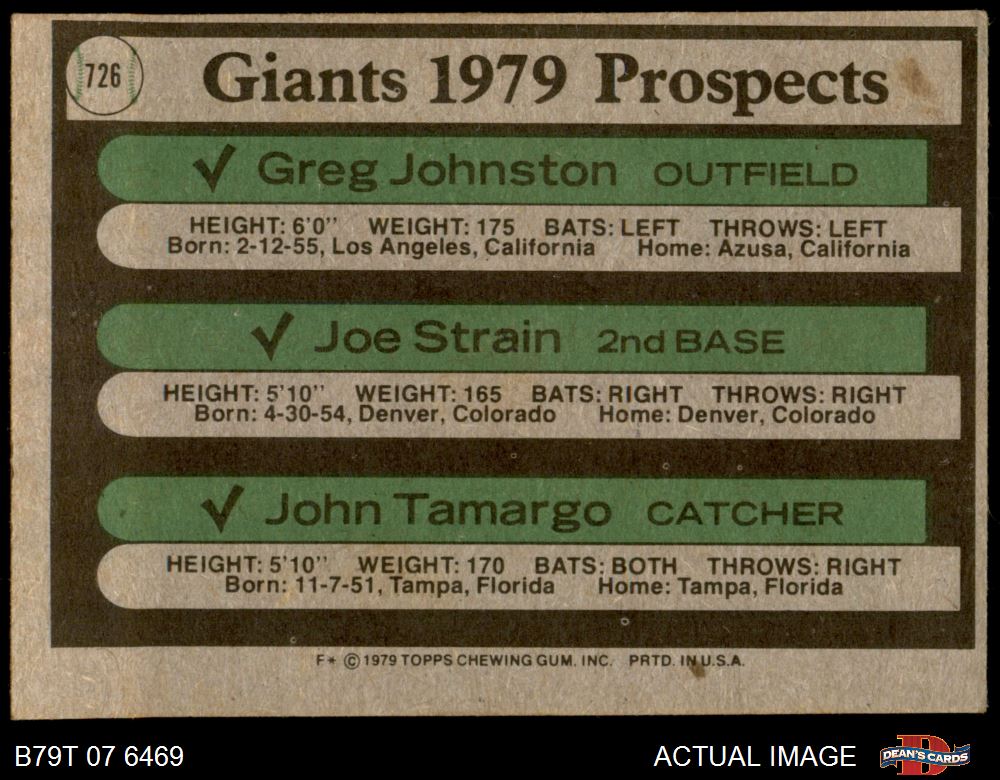 726
Giants 1979 Prospects
✓ Greg Johnston OUTFIELD
HEIGHT: 6'0" WEIGHT: 175 BATS: LEFT THROWS: LEFT
Born: 2-12-55, Los Angeles, California Home: Azusa, California
✓ Joe Strain 2nd BASE
HEIGHT: 5'10" WEIGHT: 165 BATS: RIGHT THROWS: RIGHT
Born: 4-30-54, Denver, Colorado Home: Denver, Colorado
✓ John Tamargo CATCHER
HEIGHT: 5'10" WEIGHT: 170 BATS: BOTH THROWS: RIGHT
Born: 11-7-51, Tampa, Florida Home: Tampa, Florida
F* © 1979 TOPPS CHEWING GUM, INC. PRTD. IN U.S.A.
B79T 07 6469
ACTUAL IMAGE
D
DEAN'S CARDS